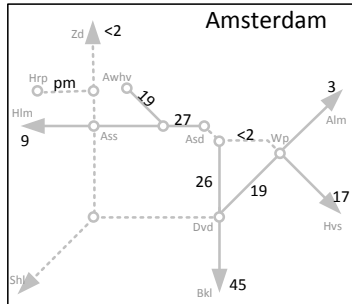 Amsterdam
Zd
<2
Hrp
pm
Awhv
19
3
Alm
Hlm
9
Ass
27
Asd
<2
Wp
26
19
17
Hvs
Dvd
Shl
Bkl
45